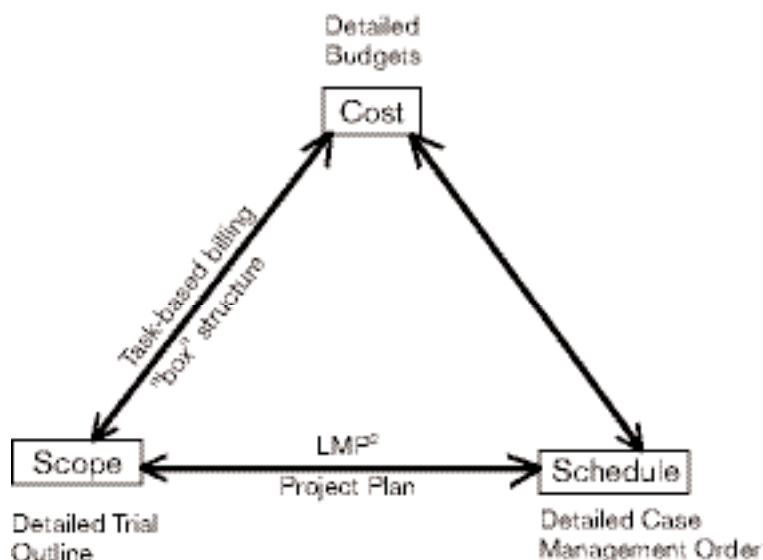 Detailed
Budgets
Cost
Task-based billing
"box" structure
Scope
LMP²
Project Plan
Schedule
Detailed Trial
Outline
Detailed Case
Management Order